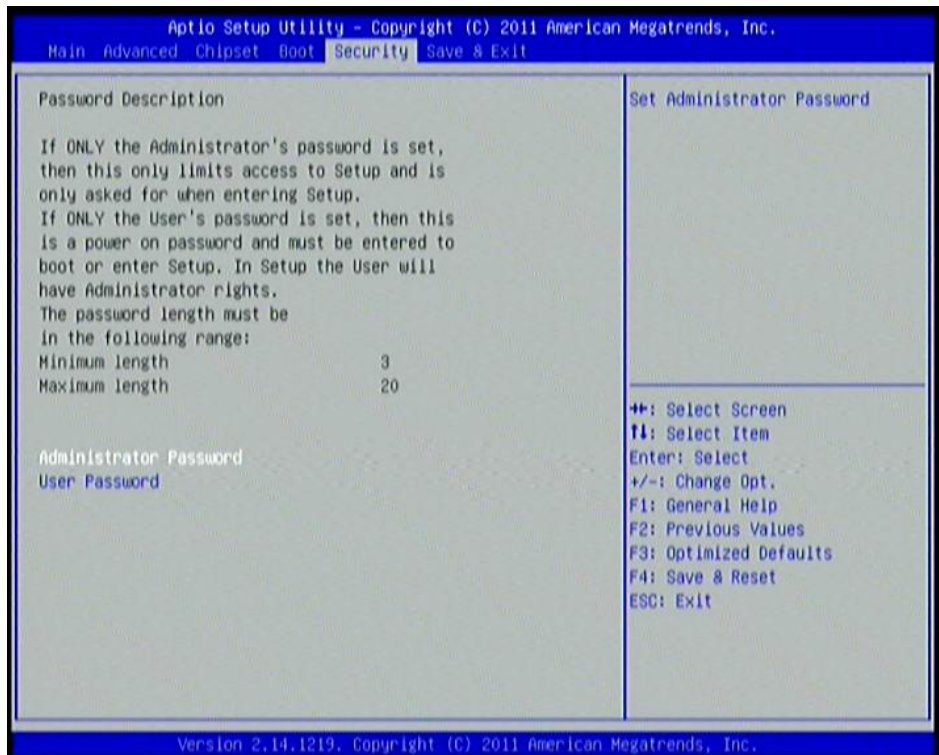 Aptio Setup Utility - Copyright (C) 2011 American Megatrends, Inc.
Main Advanced Chipset Boot Security Save & Exit
Password Description
If ONLY the Administrator's password is set,
then this only limits access to Setup and is
only asked for when entering Setup.
If ONLY the User's password is set, then this
is a power on password and must be entered to
boot or enter Setup. In Setup the User will
have Administrator rights.
The password length must be
in the following range:
Minimum length 3
Maximum length 20
Administrator Password
User Password
Set Administrator Password
→←: Select Screen
↑↓: Select Item
Enter: Select
+/-: Change Opt.
F1: General Help
F2: Previous Values
F3: Optimized Defaults
F4: Save & Reset
ESC: Exit
Version 2.14.1219. Copyright (C) 2011 American Megatrends, Inc.